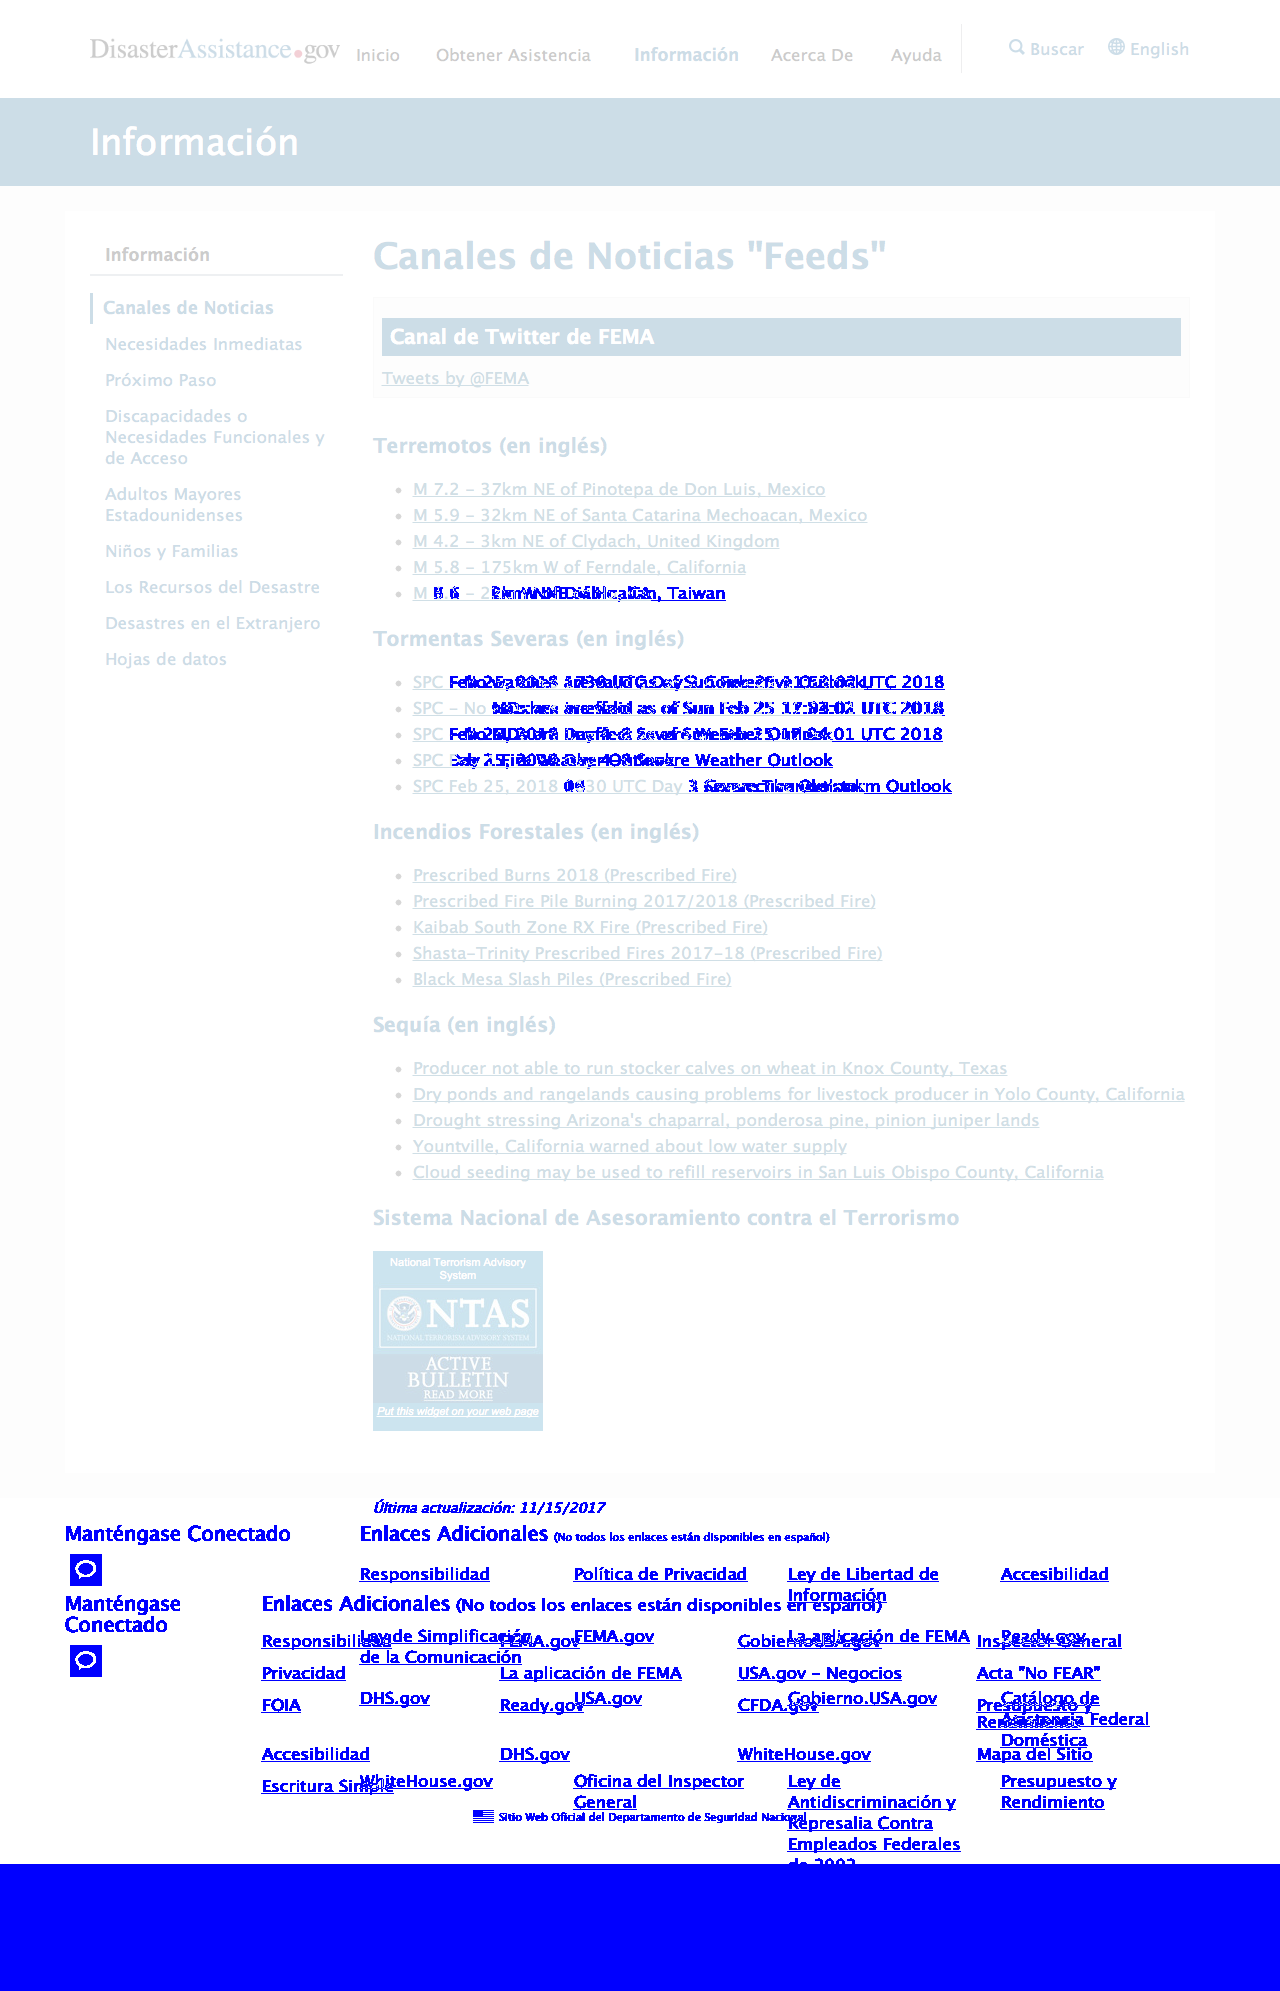 DisasterAssistance.gov Inicio Obtener Asistencia Información Acerca De Ayuda Buscar English
Información
Información
Canales de Noticias
Necesidades Inmediatas
Próximo Paso
Discapacidades o
Necesidades Funcionales y
de Acceso
Adultos Mayores
Estadounidenses
Niños y Familias
Los Recursos del Desastre
Desastres en el Extranjero
Hojas de datos
Canales de Noticias "Feeds"
Canal de Twitter de FEMA
Tweets by @FEMA
Terremotos (en inglés)
M 7.2 - 37km NE of Pinotepa de Don Luis, Mexico
M 5.9 - 32km NE of Santa Catarina Mechoacan, Mexico
M 4.2 - 3km NE of Clydach, United Kingdom
M 5.8 - 175km W of Ferndale, California
M Taiwan
Tormentas Severas (en inglés)
SPC UTC 2018
SPC - No as of Sun Feb 25 UTC 2018
SPC 01 UTC 2018
SPC Severe Weather Outlook
SPC Feb 25, 2018 UTC Day Outlook
Incendios Forestales (en inglés)
Prescribed Burns 2018 (Prescribed Fire)
Prescribed Fire Pile Burning 2017/2018 (Prescribed Fire)
Kaibab South Zone RX Fire (Prescribed Fire)
Shasta-Trinity Prescribed Fires 2017-18 (Prescribed Fire)
Black Mesa Slash Piles (Prescribed Fire)
Sequía (en inglés)
Producer not able to run stocker calves on wheat in Knox County, Texas
Dry ponds and rangelands causing problems for livestock producer in Yolo County, California
Drought stressing Arizona's chaparral, ponderosa pine, pinion juniper lands
Yountville, California warned about low water supply
Cloud seeding may be used to refill reservoirs in San Luis Obispo County, California
Sistema Nacional de Asesoramiento contra el Terrorismo
National Terrorism Advisory
System
NTAS
NATIONAL TERRORISM ADVISORY SYSTEM
ACTIVE
BULLETIN
READ MORE
Put this widget on your web page
Última actualización: 11/15/2017
Manténgase Conectado Enlaces Adicionales (No todos los enlaces están disponibles en español)
Responsibilidad Política de Privacidad Ley de Libertad de Accesibilidad
Información
Manténgase
Conectado
Enlaces Adicionales (No todos los enlaces están disponibles en español)
Ley de Simplificación FEMA.gov La aplicación de FEMA Ready.gov
de la Comunicación
Responsibilidad FEMA.gov Gobierno.USA.gov Inspector General
Privacidad La aplicación de FEMA USA.gov - Negocios Acta "No FEAR"
DHS.gov USA.gov Gobierno.USA.gov Catálogo de
Asistencia Federal
Doméstica
FOIA Ready.gov CFDA.gov Presupuesto y
Rendimiento
Accesibilidad DHS.gov WhiteHouse.gov Mapa del Sitio
Escritura Simple
WhiteHouse.gov Oficina del Inspector Ley de Presupuesto y
General Antidiscriminación y Rendimiento
Represalia Contra
Empleados Federales
de 2002
Sitio Web Oficial del Departamento de Seguridad Nacional